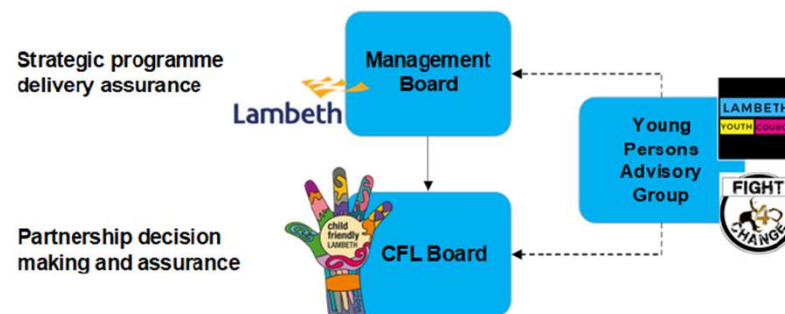 Strategic programme
delivery assurance
Lambeth
Management
Board
Young
Persons
Advisory
Group
LAMBETH
YOUTH
FIGHT
4
CHANGE
Partnership decision
making and assurance
child
friendly
LAMBETH
CFL Board